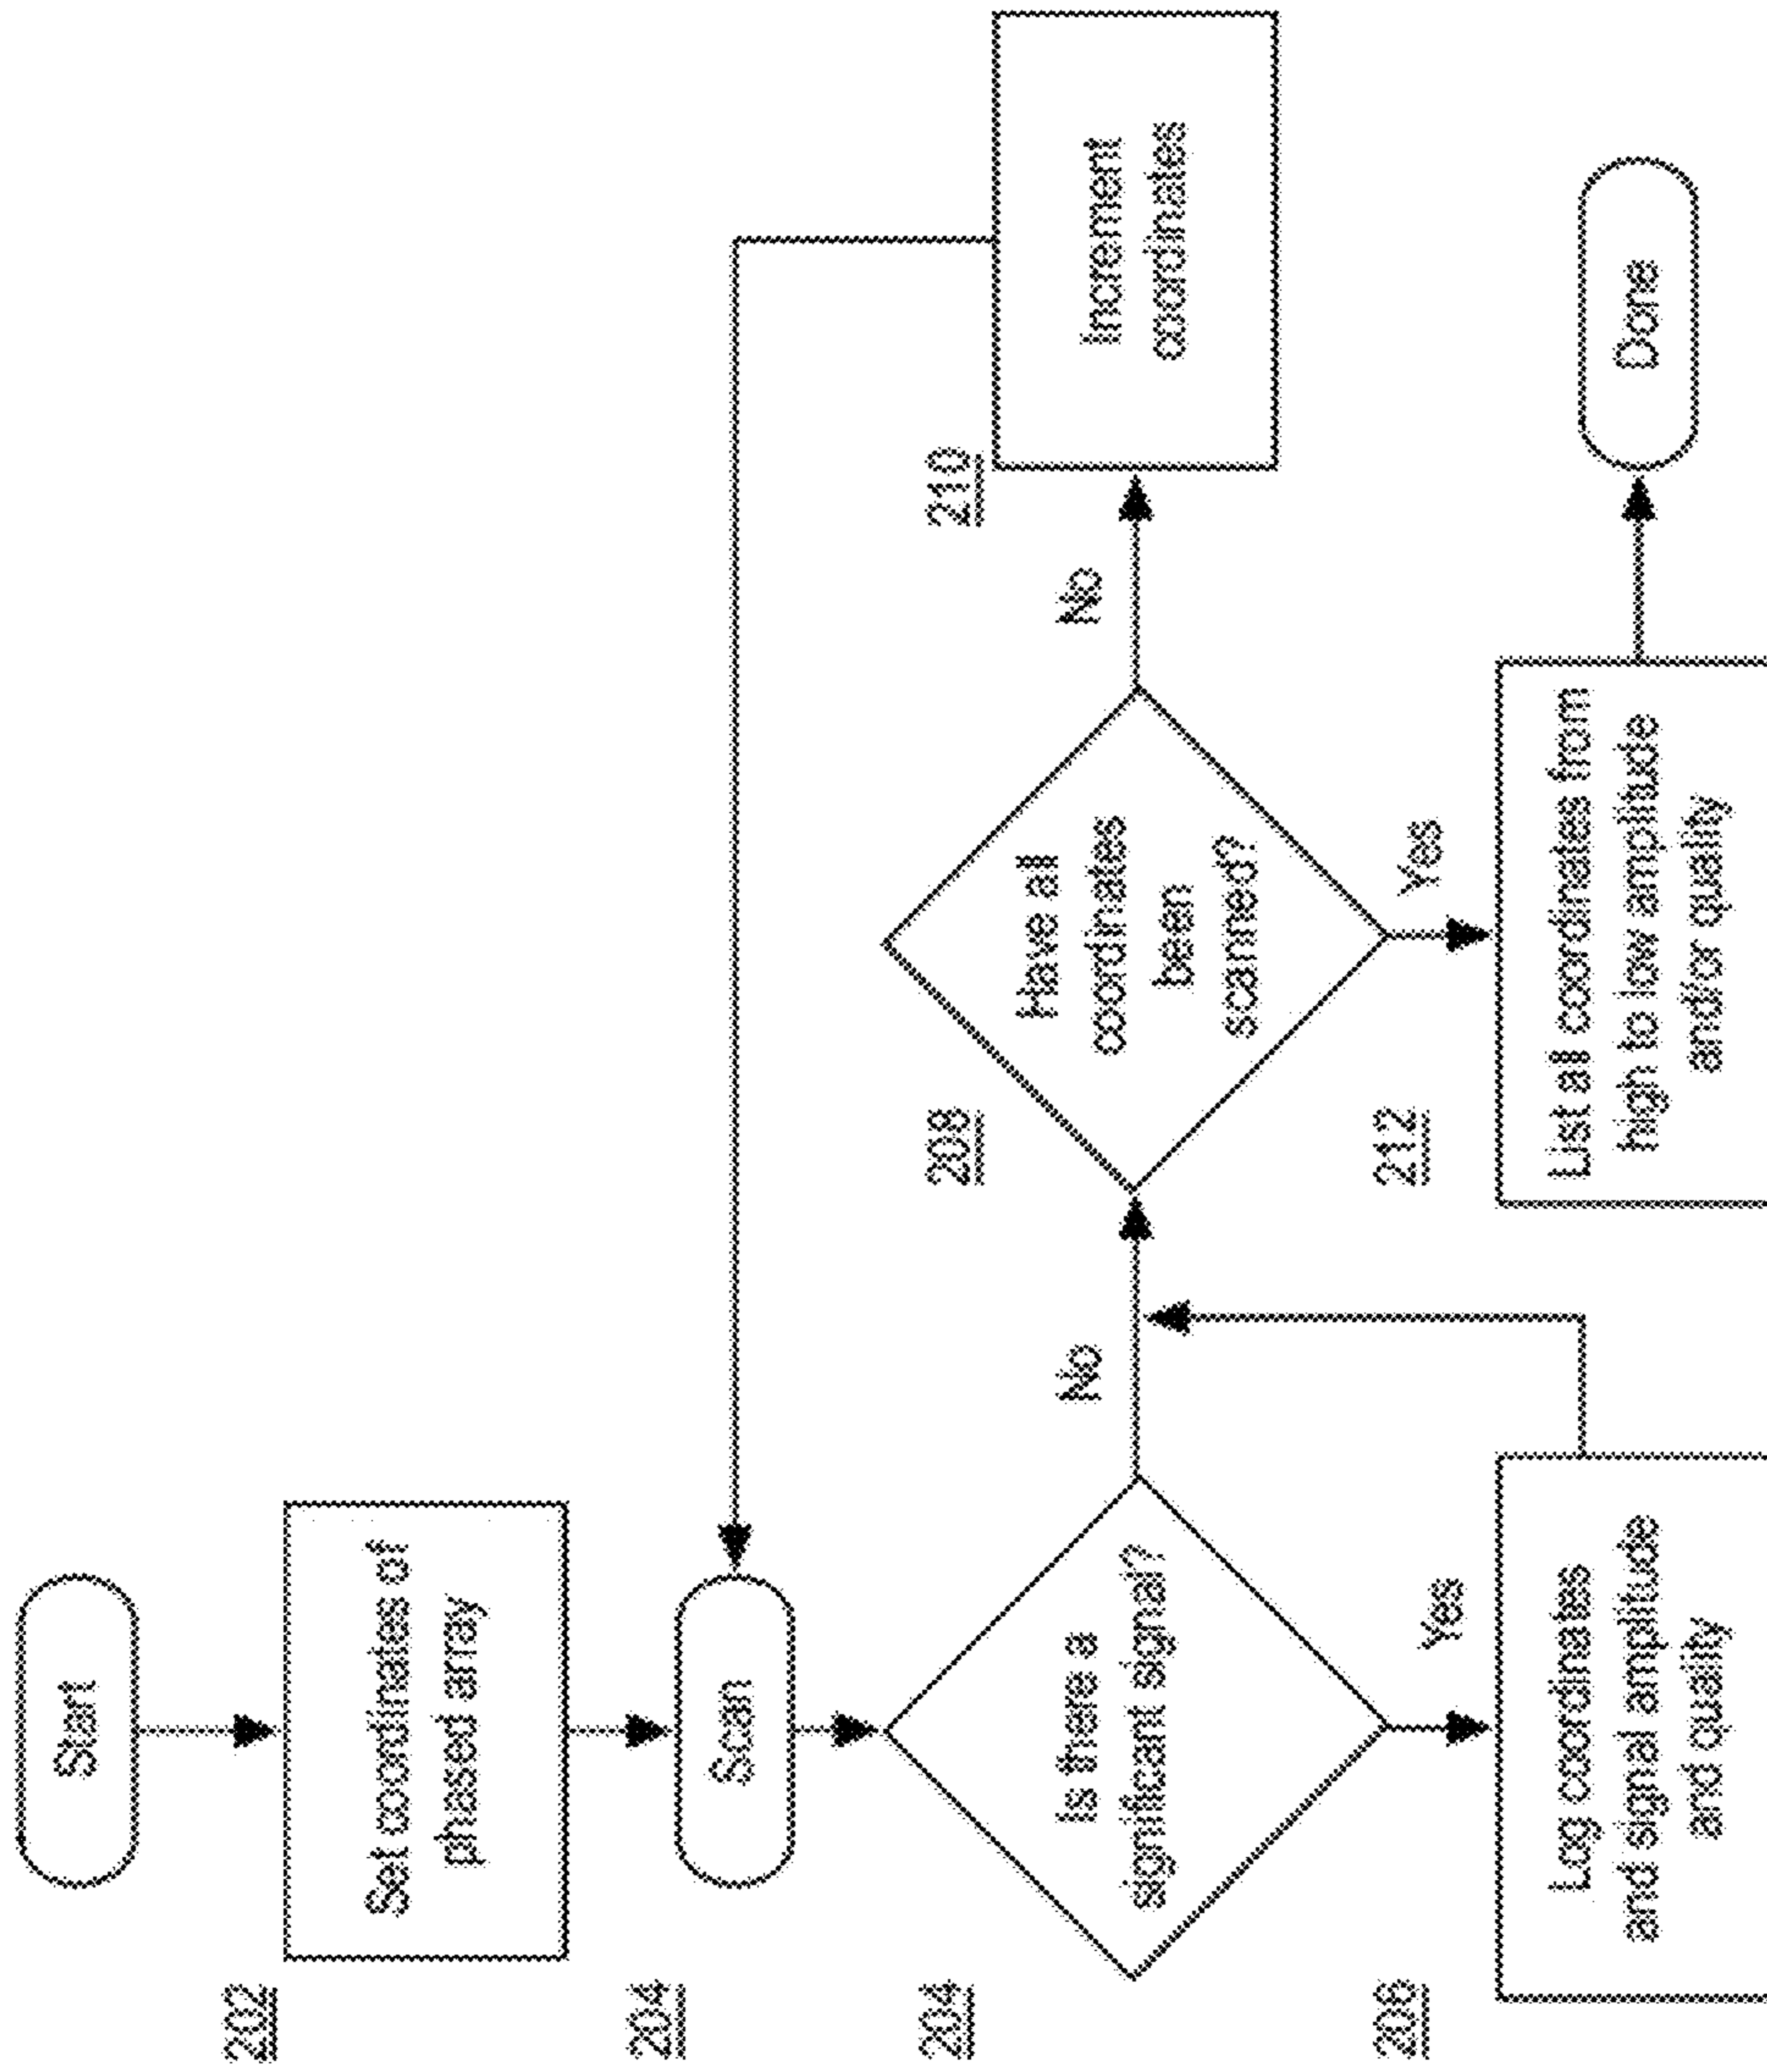 Start
202
Set coordinates of
phased array
204
Scan
204
Is there a
significant signal?
No
Yes
206
Log coordinates
and signal amplitude
and quality
208
Have all
coordinates
been
scanned?
No
Yes
210
Increment
coordinates
212
List all coordinates from
high to low amplitude
and/or quality
Done